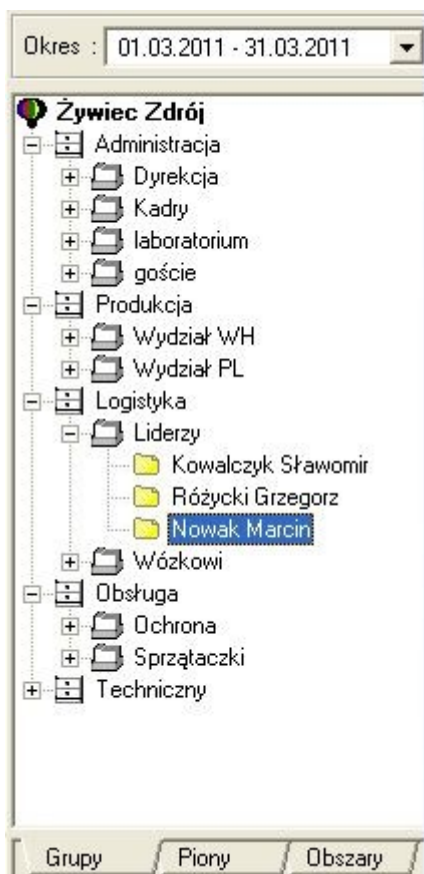 Okres : 01.03.2011 - 31.03.2011
Żywiec Zdrój
Administracja
Dyrekcja
Kadry
laboratorium
goście
Produkcja
Wydział WH
Wydział PL
Logistyka
Liderzy
Kowalczyk Sławomir
Różycki Grzegorz
Nowak Marcin
Wózkowi
Obsługa
Ochrona
Sprzątaczki
Techniczny
Grupy Piony Obszary